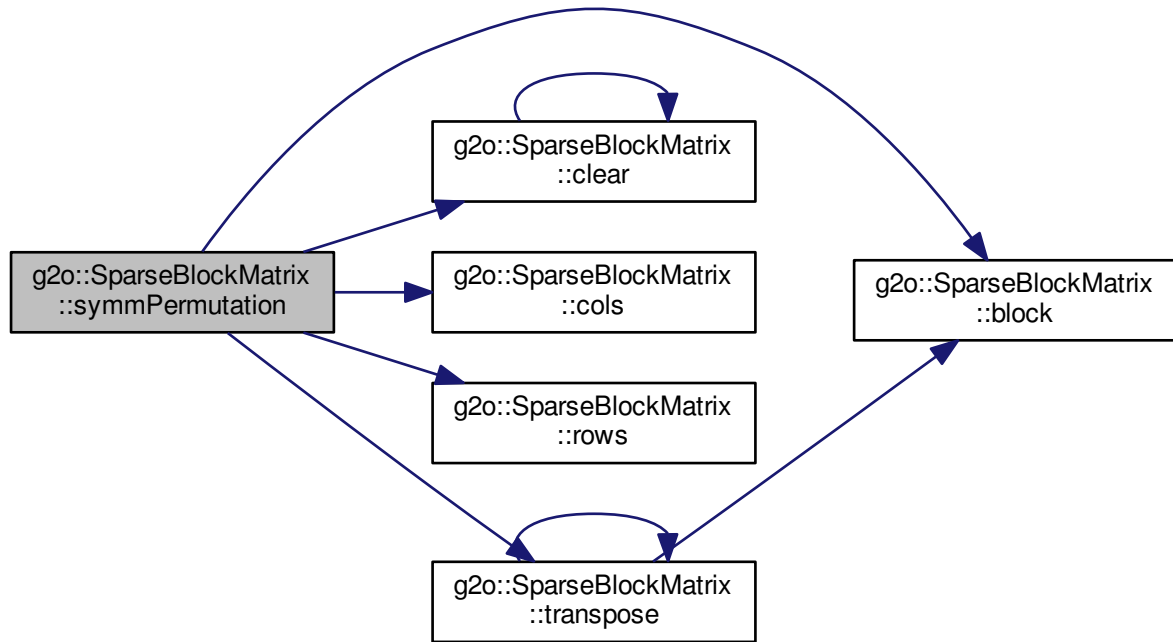 g2o::SparseBlockMatrix
::symmPermutation
g2o::SparseBlockMatrix
::clear
g2o::SparseBlockMatrix
::cols
g2o::SparseBlockMatrix
::rows
g2o::SparseBlockMatrix
::transpose
g2o::SparseBlockMatrix
::block